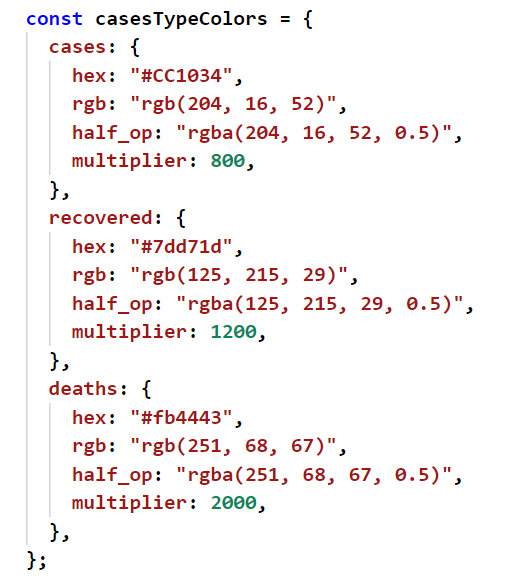 const casesTypeColors = {
  cases: {
    hex: "#CC1034",
    rgb: "rgb(204, 16, 52)",
    half_op: "rgba(204, 16, 52, 0.5)",
    multiplier: 800,
  },
  recovered: {
    hex: "#7dd71d",
    rgb: "rgb(125, 215, 29)",
    half_op: "rgba(125, 215, 29, 0.5)",
    multiplier: 1200,
  },
  deaths: {
    hex: "#fb4443",
    rgb: "rgb(251, 68, 67)",
    half_op: "rgba(251, 68, 67, 0.5)",
    multiplier: 2000,
  },
};